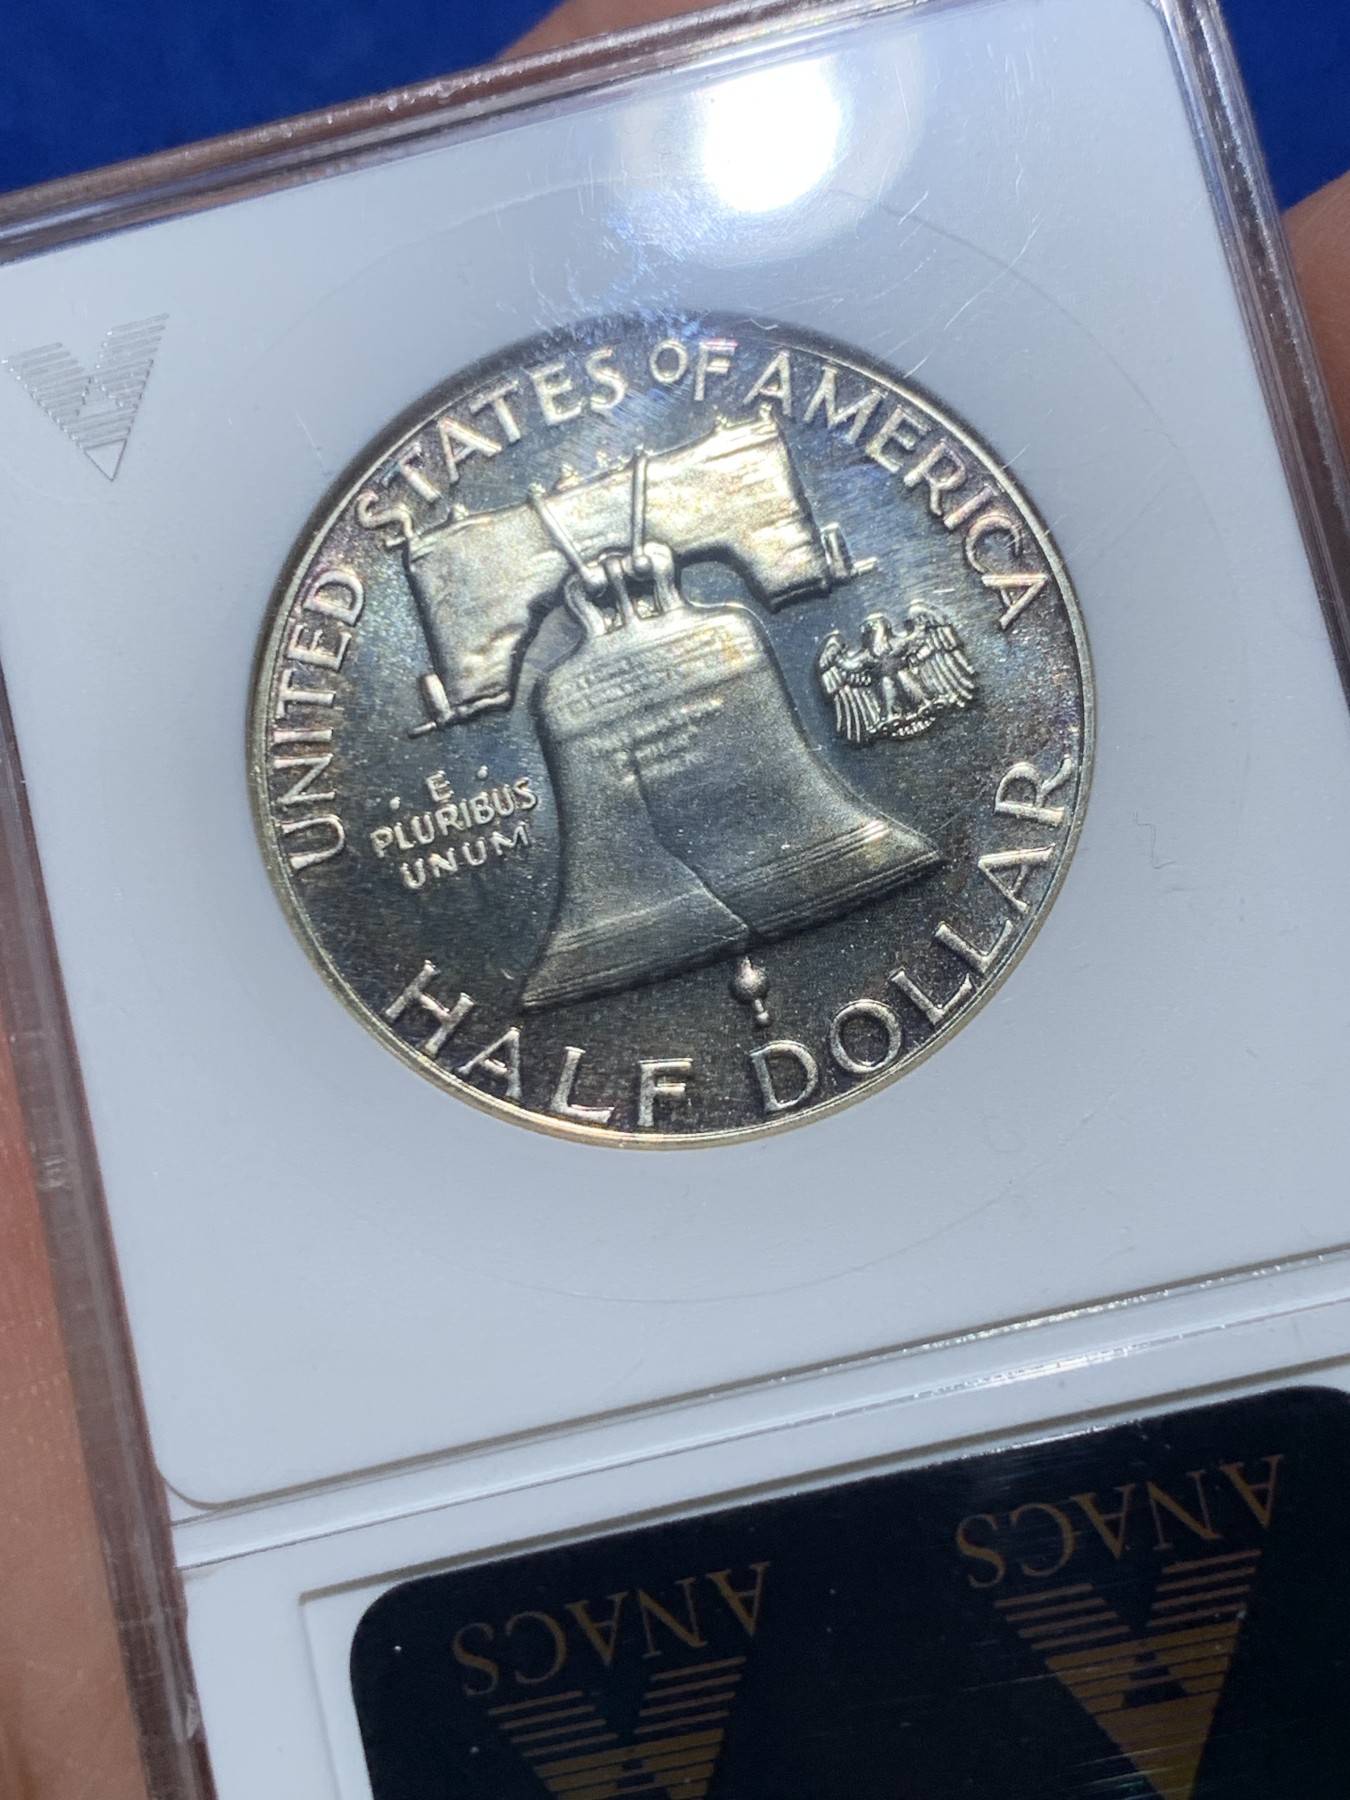 UNITED STATES OF AMERICA
· E ·
PLURIBUS
UNUM
HALF DOLLAR
ANACS
ANACS